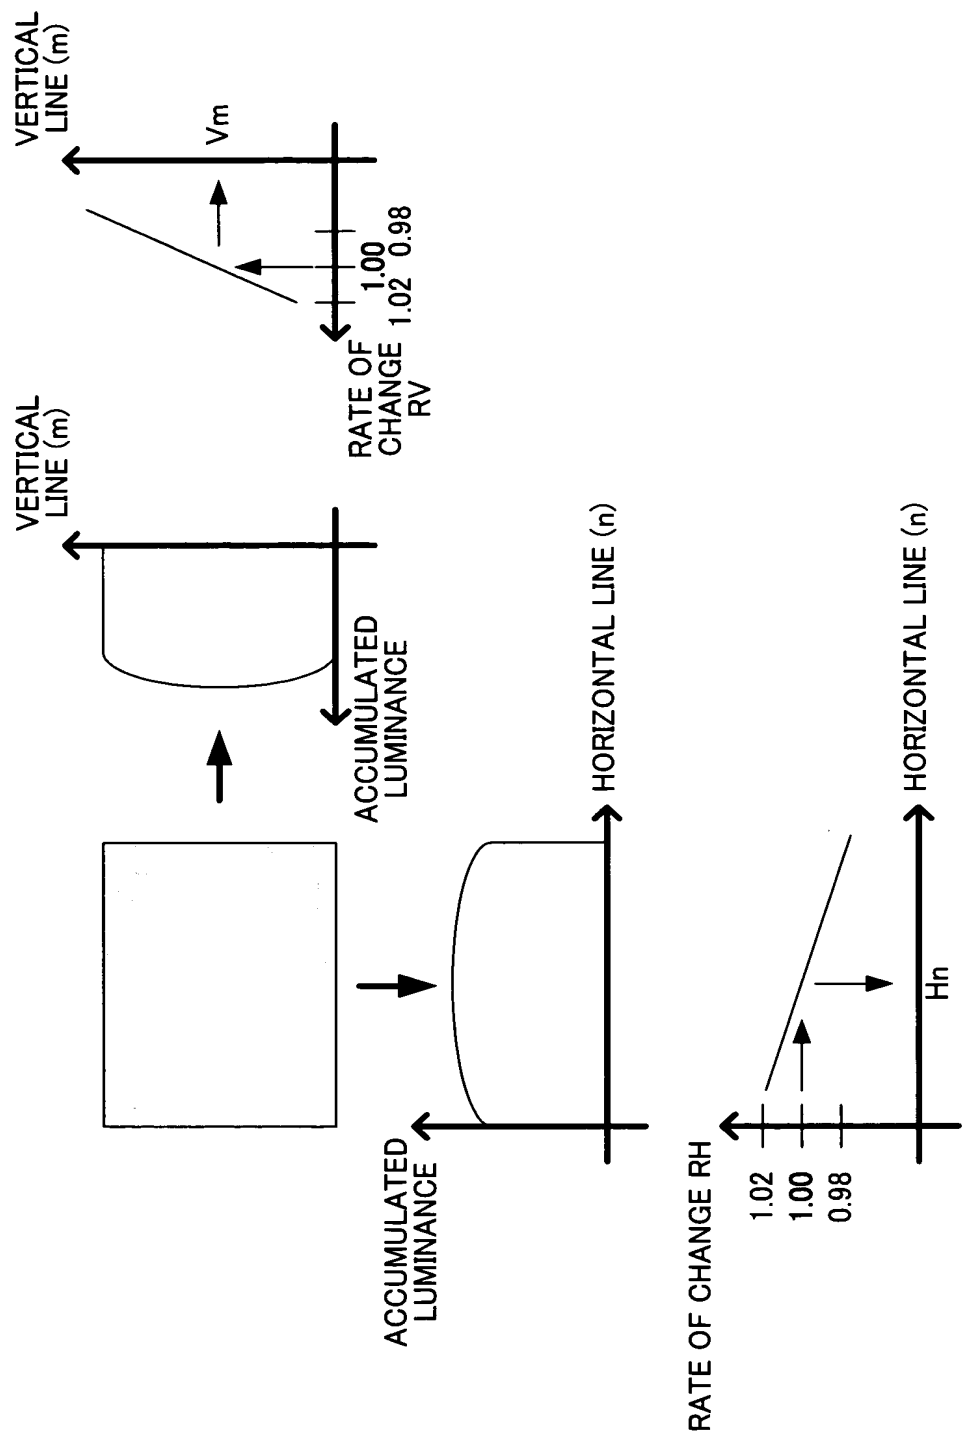 VERTICAL
LINE (m)
Vm
0.98
1.00
1.02
RATE OF
CHANGE
RV
VERTICAL
LINE (m)
ACCUMULATED
LUMINANCE
ACCUMULATED
LUMINANCE
HORIZONTAL LINE (n)
RATE OF CHANGE RH
1.02
1.00
0.98
Hn
HORIZONTAL LINE (n)